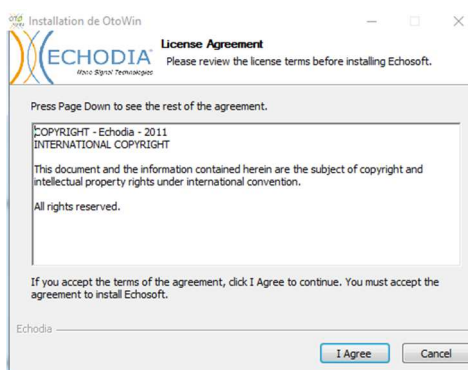 Installation de OtoWin
ECHODIA
Nano Signal Technologies
License Agreement
Please review the license terms before installing Echosoft.
Press Page Down to see the rest of the agreement.
COPYRIGHT - Echodia - 2011
INTERNATIONAL COPYRIGHT
This document and the information contained herein are the subject of copyright and
intellectual property rights under international convention.
All rights reserved.
If you accept the terms of the agreement, click I Agree to continue. You must accept the
agreement to install Echosoft.
Echodia
I Agree
Cancel